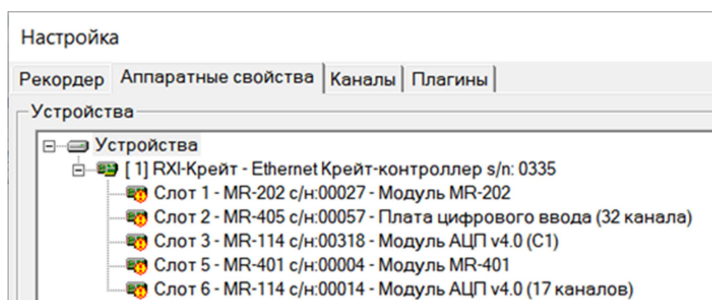 Настройка
Рекордер Аппаратные свойства Каналы Плагины
Устройства
Устройства
[ 1] RXI-Крейт - Ethernet Крейт-контроллер s/n: 0335
Слот 1 - MR-202 с/н:00027 - Модуль MR-202
Слот 2 - MR-405 с/н:00057 - Плата цифрового ввода (32 канала)
Слот 3 - MR-114 с/н:00318 - Модуль АЦП v4.0 (C1)
Слот 5 - MR-401 с/н:00004 - Модуль MR-401
Слот 6 - MR-114 с/н:00014 - Модуль АЦП v4.0 (17 каналов)